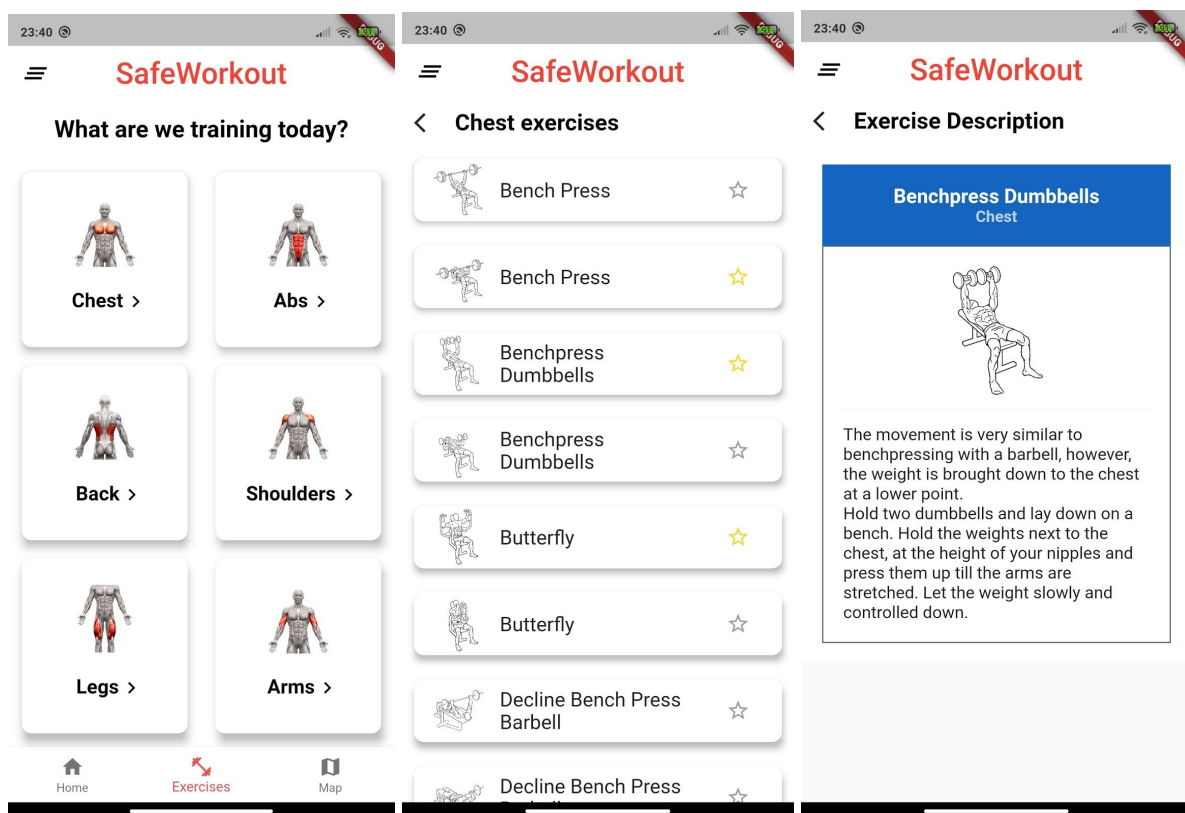 23:40
SafeWorkout
What are we training today?
Chest
Abs
Back
Shoulders
Legs
Arms
Home
Exercises
Map
23:40
SafeWorkout
Chest exercises
Bench Press
Bench Press
Benchpress
Dumbbells
Benchpress
Dumbbells
Butterfly
Butterfly
Decline Bench Press
Barbell
Decline Bench Press
23:40
SafeWorkout
Exercise Description
Benchpress Dumbbells
Chest
The movement is very similar to
benchpressing with a barbell, however,
the weight is brought down to the chest
at a lower point.
Hold two dumbbells and lay down on a
bench. Hold the weights next to the
chest, at the height of your nipples and
press them up till the arms are
stretched. Let the weight slowly and
controlled down.